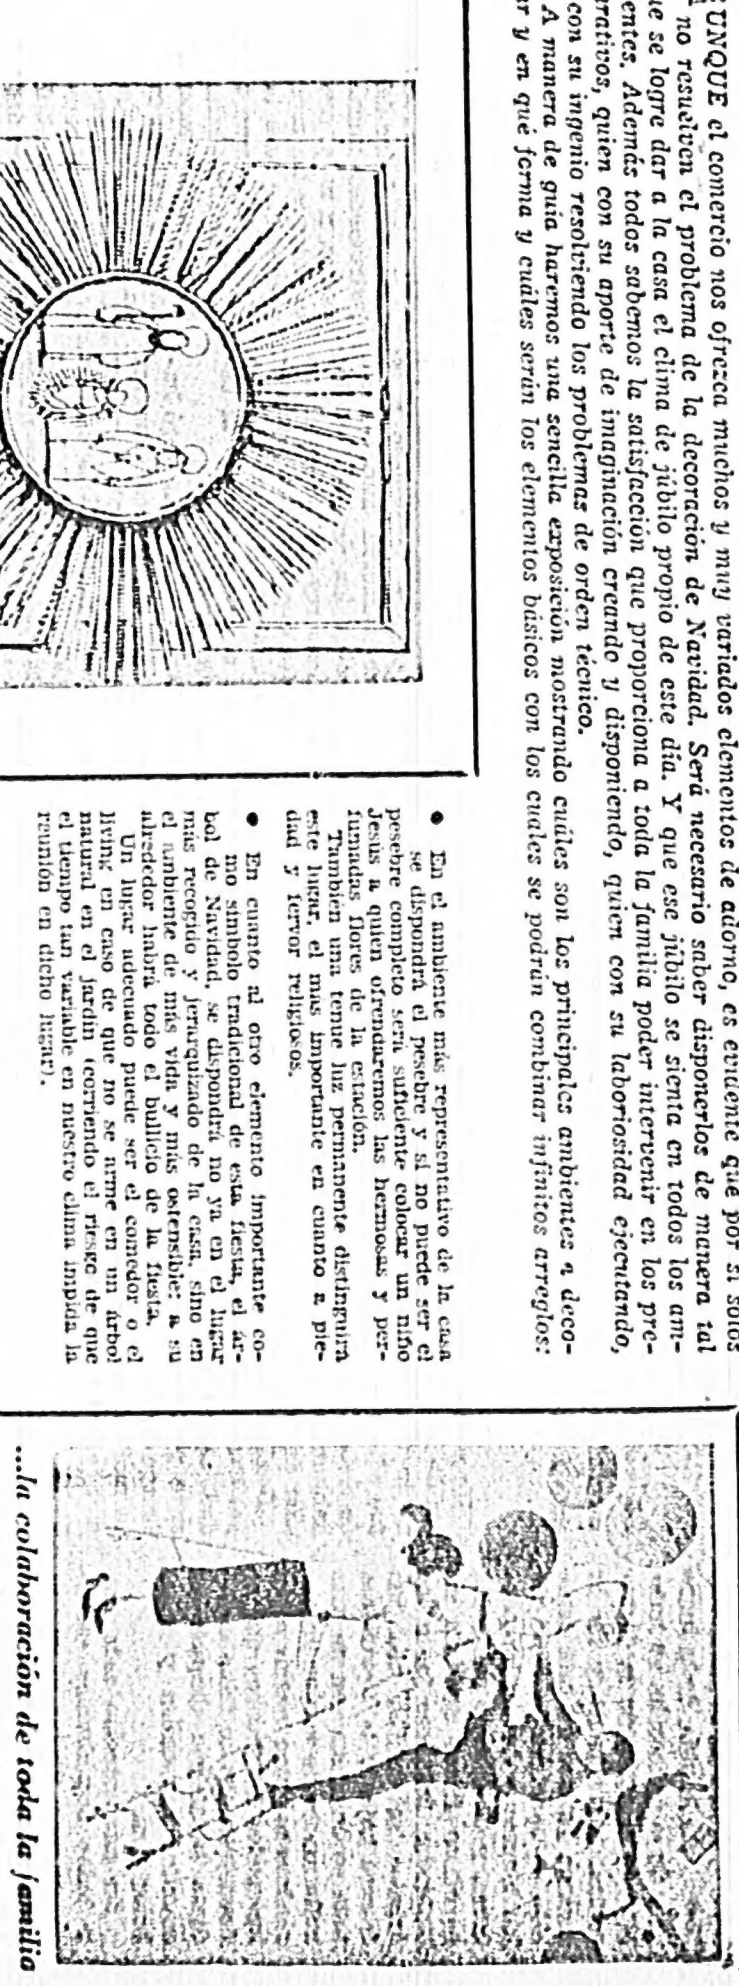 UNQUE el comercio nos ofrezca muchos y muy variados elementos de adorno, es evidente que por sí solos
no resuelven el problema de la decoración de Navidad. Será necesario saber disponerlos de manera tal
ue se logre dar a la casa el clima de júbilo propio de este día. Y que ese júbilo se sienta en todos los am-
entes. Además todos sabemos la satisfacción que proporciona a toda la familia poder intervenir en los pre-
rativos, quien con su aporte de imaginación creando y disponiendo, quien con su laboriosidad ejecutando,
con su ingenio resolviendo los problemas de orden técnico.
A manera de guía haremos una sencilla exposición mostrando cuáles son los principales ambientes a deco-
r y en qué forma y cuáles serán los elementos básicos con los cuales se podrán combinar infinitos arreglos:
• En el ambiente más representativo de la casa
se dispondrá el pesebre y si no puede ser el
pesebre completo será suficiente colocar un niño
Jesús a quien ofrendaremos las hermosas y per-
fumadas flores de la estación.
También una tenue luz permanente distinguirá
este lugar, el más importante en cuanto a pie-
dad y fervor religiosos.
• En cuanto al otro elemento importante co-
mo símbolo tradicional de esta fiesta, el ár-
bol de Navidad, se dispondrá no ya en el lugar
más recogido y jerarquizado de la casa, sino en
el ambiente de más vida y más ostensible: a su
alrededor habrá todo el bullicio de la fiesta.
Un lugar adecuado puede ser el comedor o el
living en caso de que no se arme en un árbol
natural en el jardín (corriendo el riesgo de que
el tiempo tan variable en nuestro clima impida la
reunión en dicho lugar).
...la colaboración de toda la familia